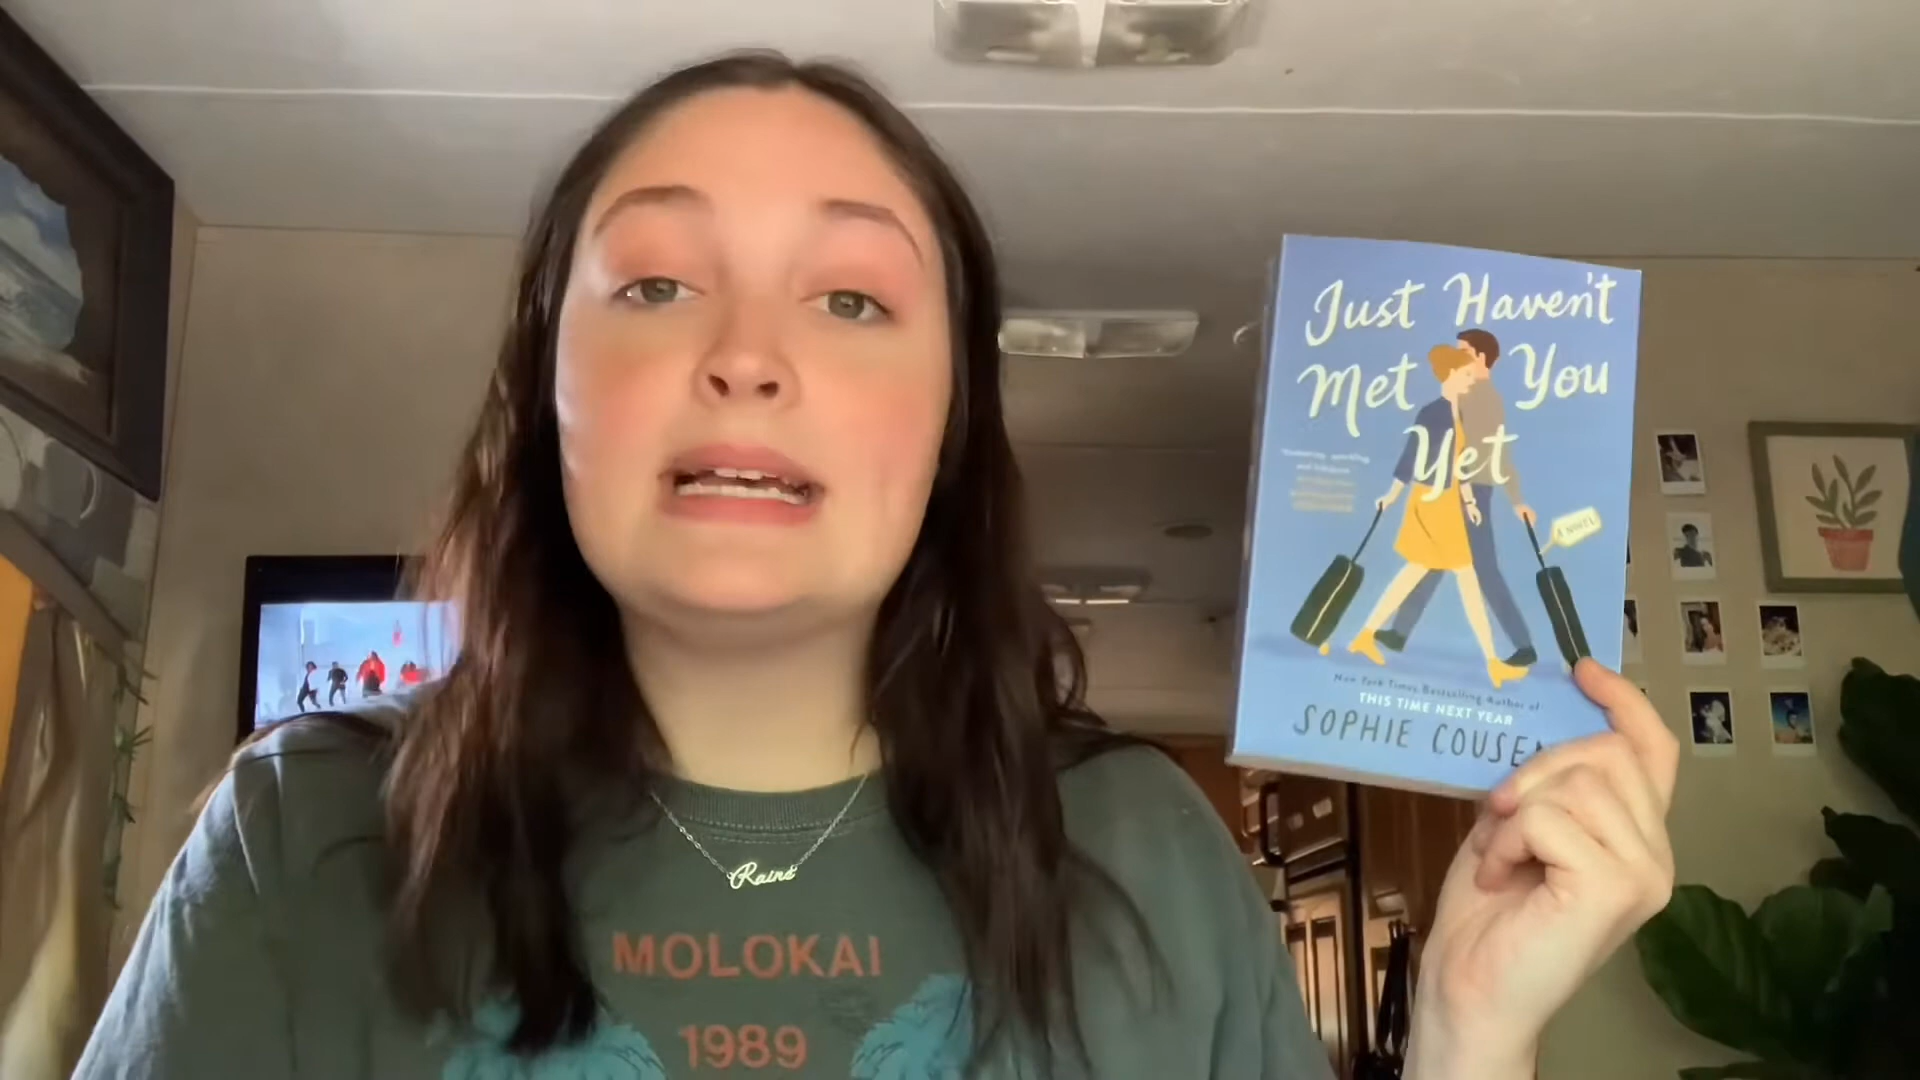 Just Haven't
Met You
Yet
A NOVEL
New York Times Bestselling Author of
THIS TIME NEXT YEAR
SOPHIE COUSEN
Raine
MOLOKAI
1989